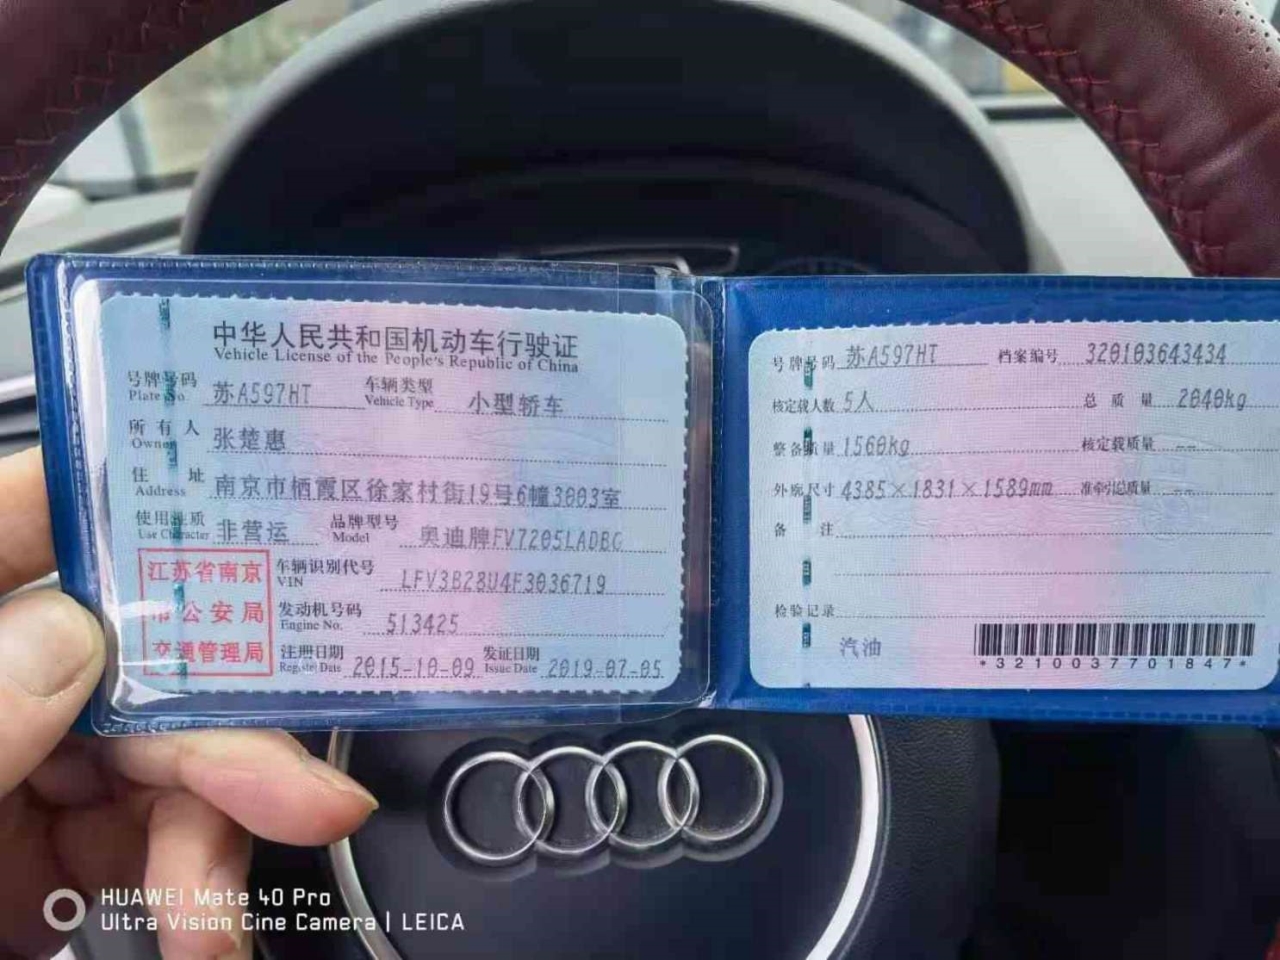 中华人民共和国机动车行驶证
Vehicle License of the People's Republic of China
号牌号码 苏A597HT 车辆类型 小型轿车
Plate No. Vehicle Type
所有人 张楚惠
Owner
住址 南京市栖霞区徐家村街19号6幢3003室
Address
使用性质 非营运 品牌型号 奥迪牌FV7205LADBG
Use Character Model
江苏省南京
市公安局
交通管理局
车辆识别代号 LFV3B28U4F3036719
VIN
发动机号码 513425
Engine No.
注册日期 2015-10-09 发证日期 2019-07-05
Register Date Issue Date
号牌号码 苏A597HT 档案编号 320103643434
核定载人数 5人 总质量 2040kg
整备质量 1560kg 核定载质量 --
外廓尺寸 4385×1831×1589mm 准牵引总质量 --
备注
检验记录
汽油
*3210037701847*
HUAWEI Mate 40 Pro
Ultra Vision Cine Camera | LEICA